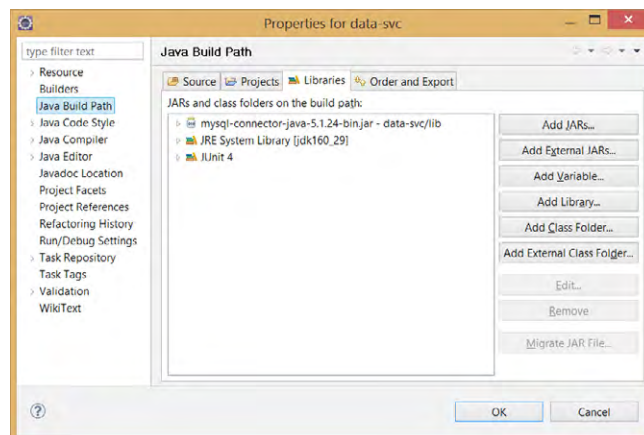 Properties for data-svc
type filter text
Resource
Builders
Java Build Path
Java Code Style
Java Compiler
Java Editor
Javadoc Location
Project Facets
Project References
Refactoring History
Run/Debug Settings
Task Repository
Task Tags
Validation
WikiText
Java Build Path
Source Projects Libraries Order and Export
JARs and class folders on the build path:
mysql-connector-java-5.1.24-bin.jar - data-svc/lib
JRE System Library [jdk160_29]
JUnit 4
Add JARs...
Add External JARs...
Add Variable...
Add Library...
Add Class Folder...
Add External Class Folder...
Edit...
Remove
Migrate JAR File...
OK
Cancel